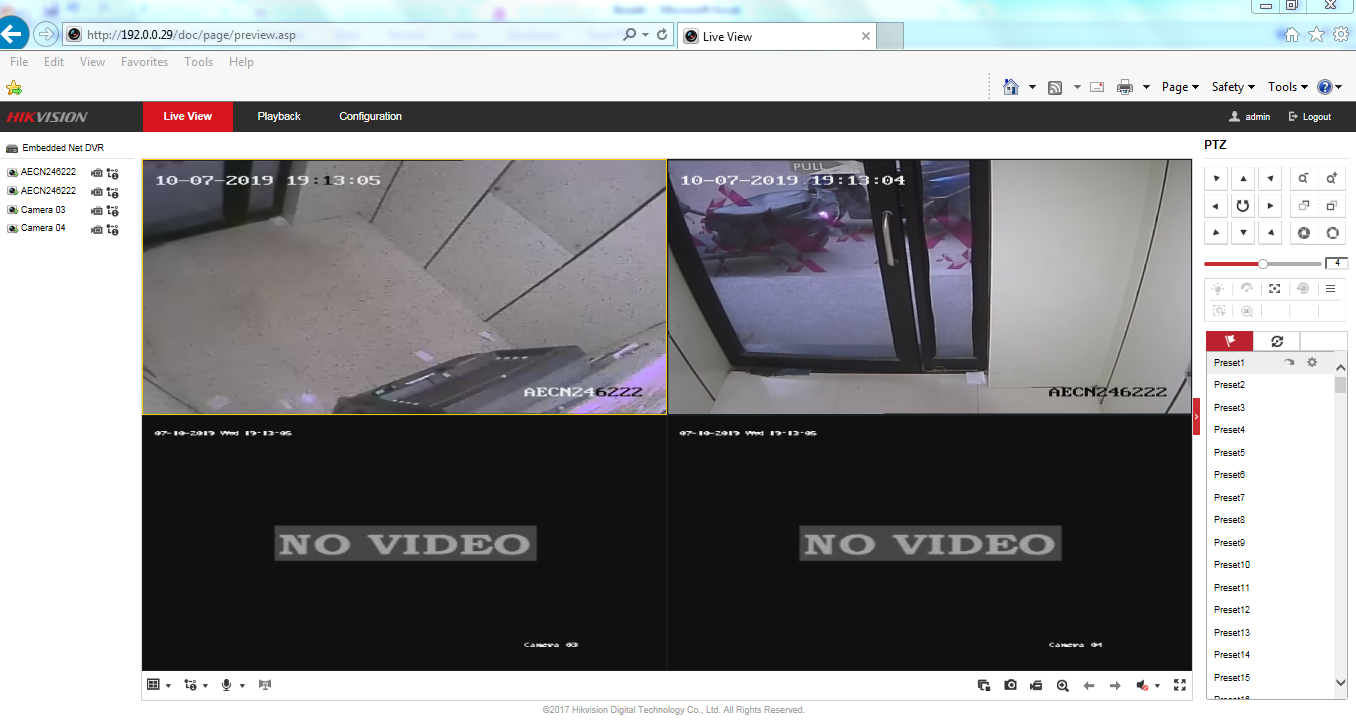 http://192.0.0.29/doc/page/preview.asp
Live View
File Edit View Favorites Tools Help
Page Safety Tools
HIKVISION
Live View Playback Configuration
admin Logout
Embedded Net DVR
AECN246222
AECN246222
Camera 03
Camera 04
10-07-2019 19:13:05
AECN246222
PULL
10-07-2019 19:13:04
AECN246222
07-10-2019 Wed 19:13:05
NO VIDEO
Camera 03
07-10-2019 Wed 19:13:05
NO VIDEO
Camera 04
PTZ
4
Preset1
Preset2
Preset3
Preset4
Preset5
Preset6
Preset7
Preset8
Preset9
Preset10
Preset11
Preset12
Preset13
Preset14
Preset15
©2017 Hikvision Digital Technology Co., Ltd. All Rights Reserved.